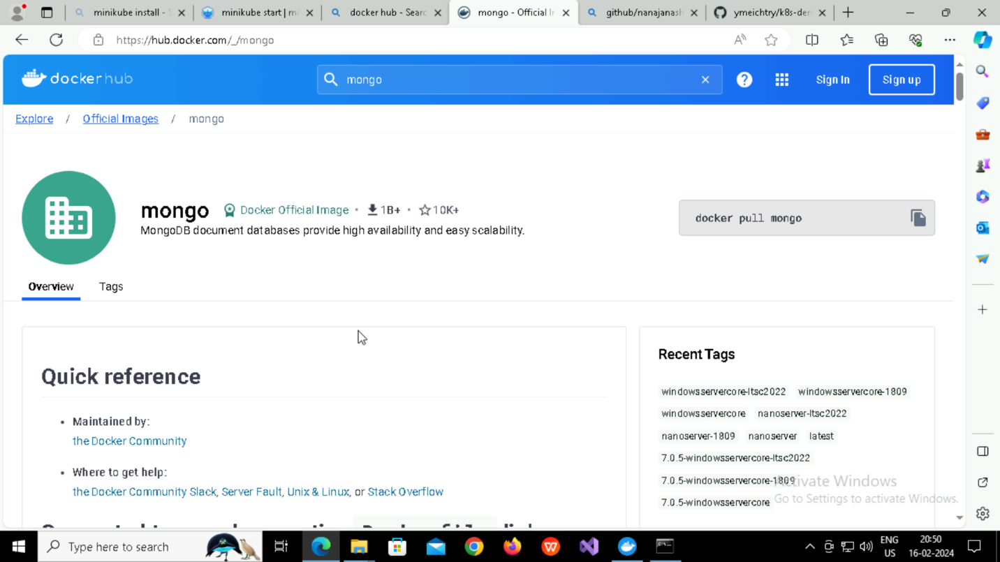 minikube install - S
minikube start | mi
docker hub - Searc
mongo - Official I
github/nanajanash
ymeichtry/k8s-der
https://hub.docker.com/_/mongo
docker hub
mongo
Sign In
Sign up
Explore / Official Images / mongo
mongo Docker Official Image • 1B+ • 10K+
MongoDB document databases provide high availability and easy scalability.
docker pull mongo
Overview
Tags
Quick reference
• Maintained by:
the Docker Community
• Where to get help:
the Docker Community Slack, Server Fault, Unix & Linux, or Stack Overflow
Recent Tags
windowsservercore-ltsc2022 windowsservercore-1809
windowsservercore nanoserver-ltsc2022
nanoserver-1809 nanoserver latest
7.0.5-windowsservercore-ltsc2022
7.0.5-windowsservercore-1809
7.0.5-windowsservercore
Activate Windows
Go to Settings to activate Windows.
Type here to search
ENG
US
20:50
16-02-2024